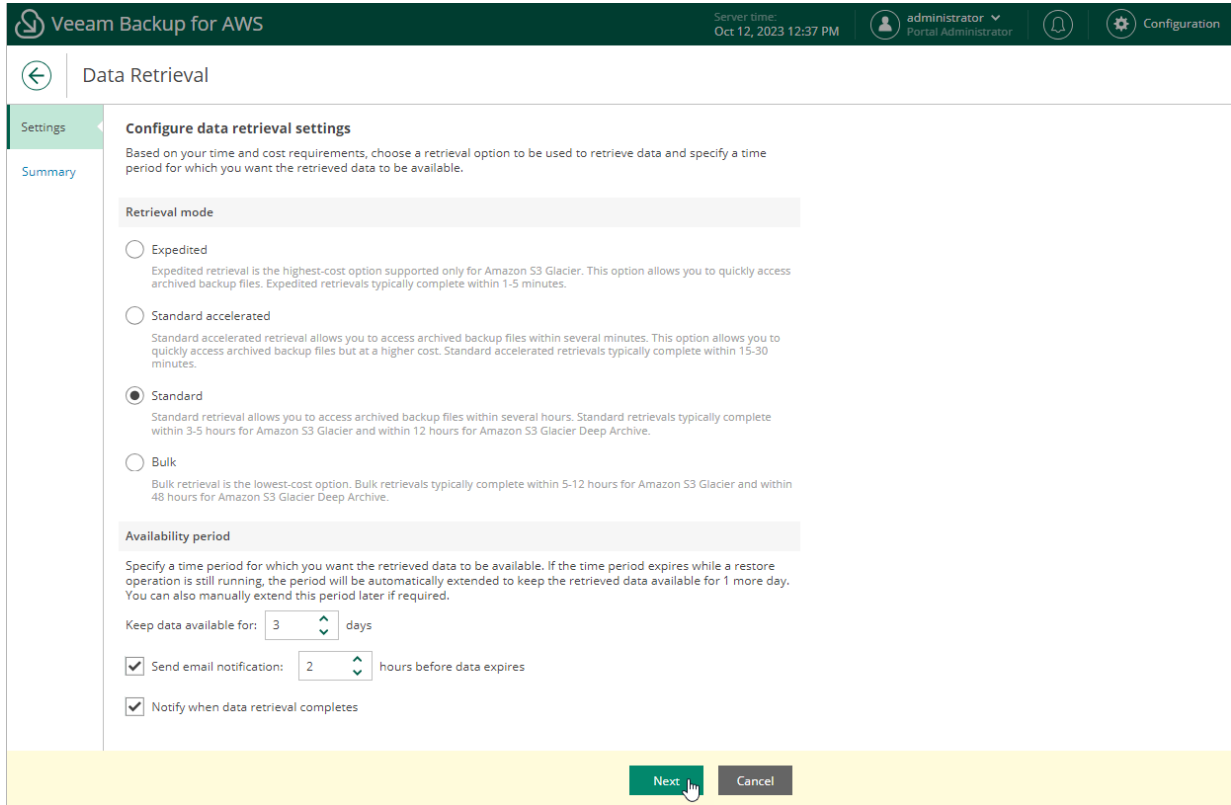 Veeam Backup for AWS
Server time:
Oct 12, 2023 12:37 PM
administrator
Portal Administrator
Configuration
Data Retrieval
Settings
Summary
Configure data retrieval settings
Based on your time and cost requirements, choose a retrieval option to be used to retrieve data and specify a time
period for which you want the retrieved data to be available.
Retrieval mode
Expedited
Expedited retrieval is the highest-cost option supported only for Amazon S3 Glacier. This option allows you to quickly access
archived backup files. Expedited retrievals typically complete within 1-5 minutes.
Standard accelerated
Standard accelerated retrieval allows you to access archived backup files within several minutes. This option allows you to
quickly access archived backup files but at a higher cost. Standard accelerated retrievals typically complete within 15-30
minutes.
Standard
Standard retrieval allows you to access archived backup files within several hours. Standard retrievals typically complete
within 3-5 hours for Amazon S3 Glacier and within 12 hours for Amazon S3 Glacier Deep Archive.
Bulk
Bulk retrieval is the lowest-cost option. Bulk retrievals typically complete within 5-12 hours for Amazon S3 Glacier and within
48 hours for Amazon S3 Glacier Deep Archive.
Availability period
Specify a time period for which you want the retrieved data to be available. If the time period expires while a restore
operation is still running, the period will be automatically extended to keep the retrieved data available for 1 more day.
You can also manually extend this period later if required.
Keep data available for: 3 days
Send email notification: 2 hours before data expires
Notify when data retrieval completes
Next Cancel